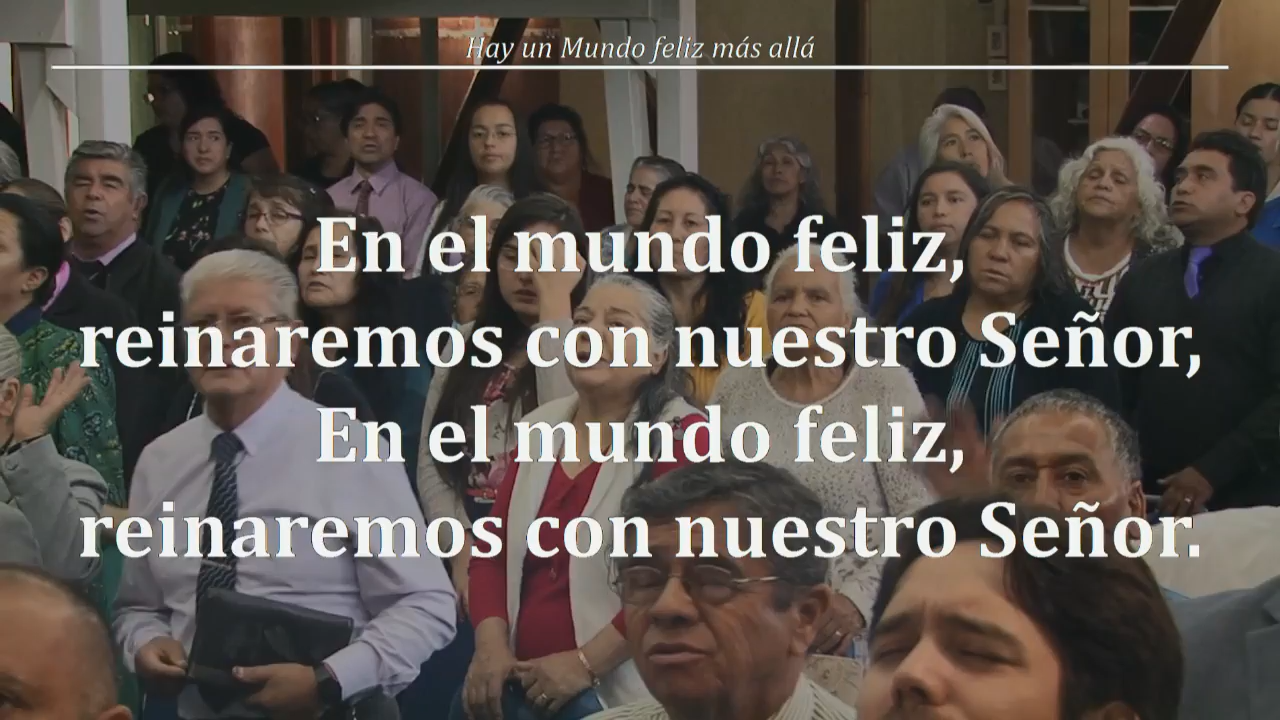 Hay un Mundo feliz más allá
En el mundo feliz,
reinaremos con nuestro Señor,
En el mundo feliz,
reinaremos con nuestro Señor.